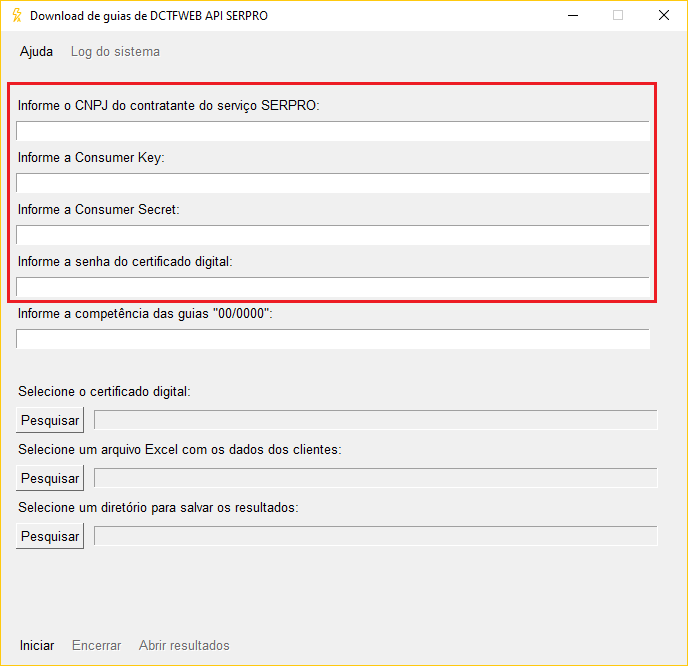 Download de guias de DCTFWEB API SERPRO
Ajuda Log do sistema
Informe o CNPJ do contratante do serviço SERPRO:
Informe a Consumer Key:
Informe a Consumer Secret:
Informe a senha do certificado digital:
Informe a competência das guias "00/0000":
Selecione o certificado digital:
Pesquisar
Selecione um arquivo Excel com os dados dos clientes:
Pesquisar
Selecione um diretório para salvar os resultados:
Pesquisar
Iniciar Encerrar Abrir resultados